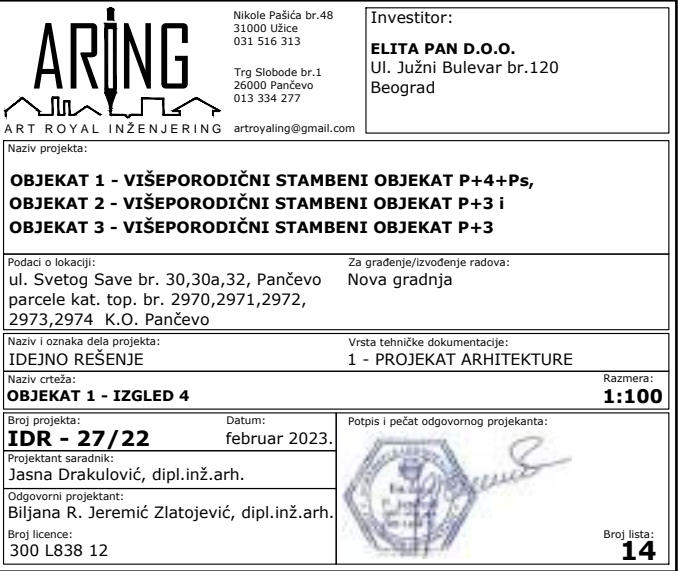 ARING
ART ROYAL INŽENJERING
Nikole Pašića br.48
31000 Užice
031 516 313
Trg Slobode br.1
26000 Pančevo
013 334 277
artroyaling@gmail.com
Investitor:
ELITA PAN D.O.O.
Ul. Južni Bulevar br.120
Beograd
Naziv projekta:
OBJEKAT 1 - VIŠEPORODIČNI STAMBENI OBJEKAT P+4+Ps,
OBJEKAT 2 - VIŠEPORODIČNI STAMBENI OBJEKAT P+3 i
OBJEKAT 3 - VIŠEPORODIČNI STAMBENI OBJEKAT P+3
Podaci o lokaciji:
ul. Svetog Save br. 30,30a,32, Pančevo
parcele kat. top. br. 2970,2971,2972,
2973,2974 K.O. Pančevo
Za građenje/izvođenje radova:
Nova gradnja
Naziv i oznaka dela projekta:
IDEJNO REŠENJE
Vrsta tehničke dokumentacije:
1 - PROJEKAT ARHITEKTURE
Naziv crteža:
OBJEKAT 1 - IZGLED 4
Razmera:
1:100
Broj projekta:
IDR - 27/22
Datum:
februar 2023.
Projektant saradnik:
Jasna Drakulović, dipl.inž.arh.
Odgovorni projektant:
Biljana R. Jeremić Zlatojević, dipl.inž.arh.
Broj licence:
300 L838 12
Potpis i pečat odgovornog projekanta:
Broj lista:
14